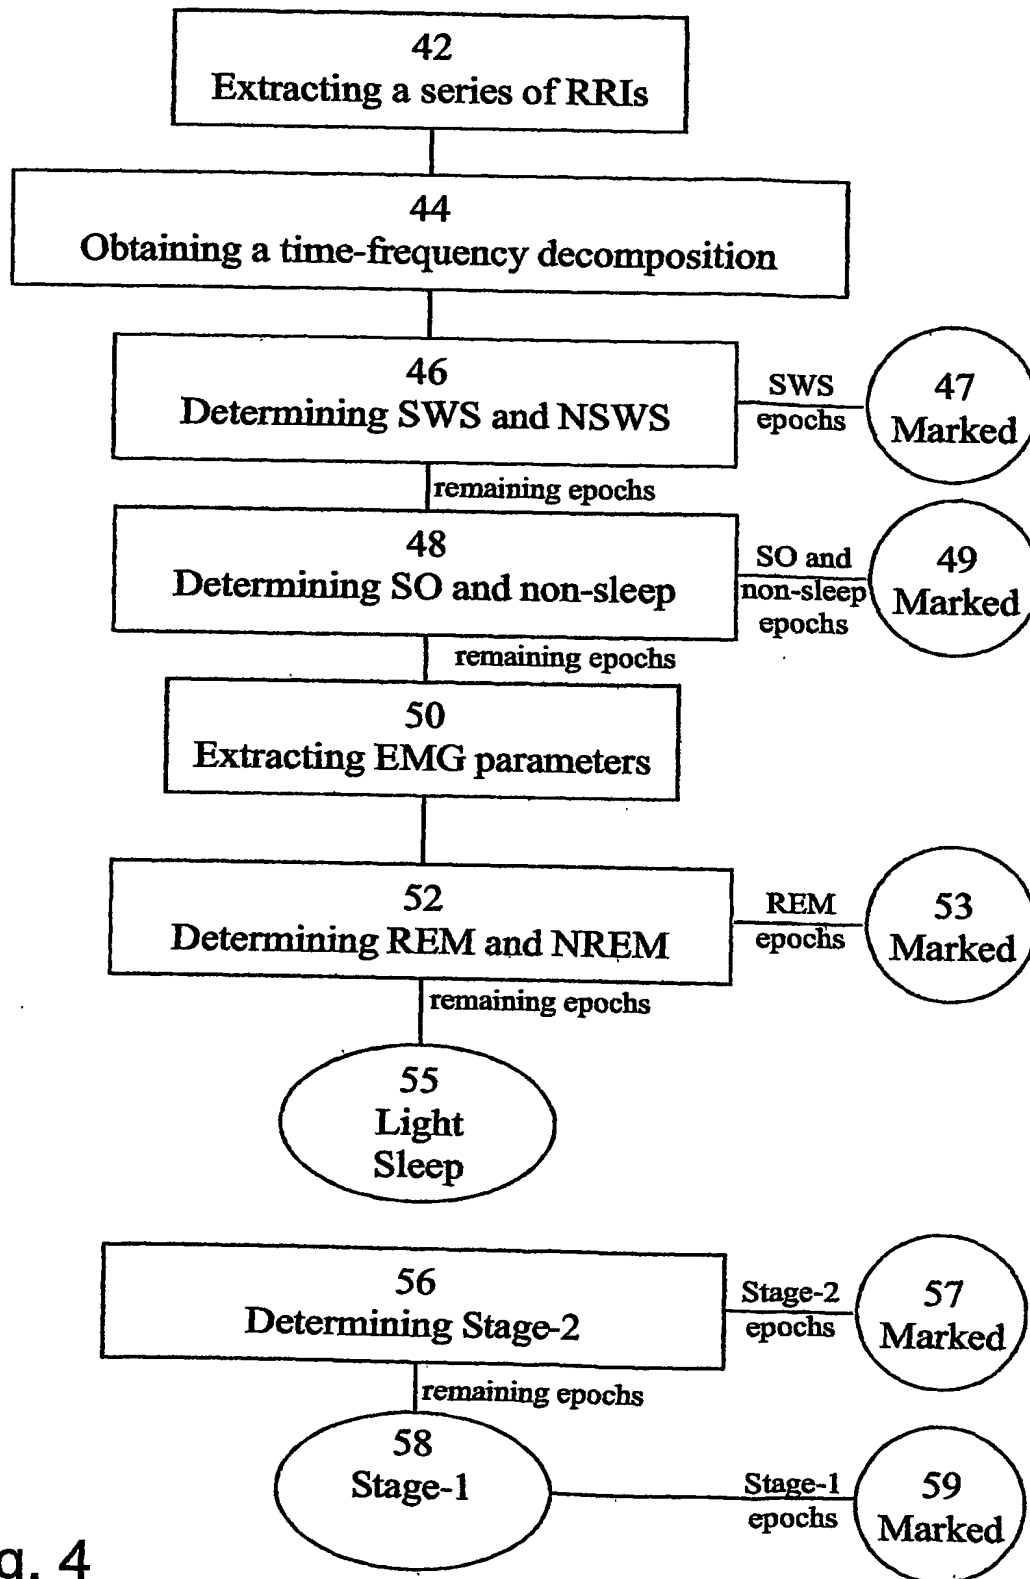 42
Extracting a series of RRIs
44
Obtaining a time-frequency decomposition
46
Determining SWS and NSWS
SWS
epochs
47
Marked
remaining epochs
48
Determining SO and non-sleep
SO and
non-sleep
epochs
49
Marked
remaining epochs
50
Extracting EMG parameters
52
Determining REM and NREM
REM
epochs
53
Marked
remaining epochs
55
Light
Sleep
56
Determining Stage-2
Stage-2
epochs
57
Marked
remaining epochs
58
Stage-1
Stage-1
epochs
59
Marked
g. 4